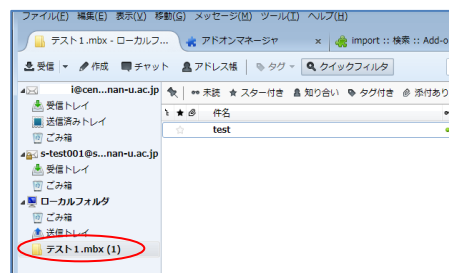 ファイル(F) 編集(E) 表示(V) 移動(G) メッセージ(M) ツール(T) ヘルプ(H)
テスト1.mbx - ローカルフ... アドオンマネージャ × import :: 検索 :: Add-o
受信 作成 チャット アドレス帳 タグ クイックフィルタ
i@cen...nan-u.ac.jp 未読 スター付き 知り合い タグ付き 添付あり
受信トレイ 件名
送信済みトレイ test
ごみ箱
s-test001@s...nan-u.ac.jp
受信トレイ
ごみ箱
ローカルフォルダ
ごみ箱
送信トレイ
テスト1.mbx (1)